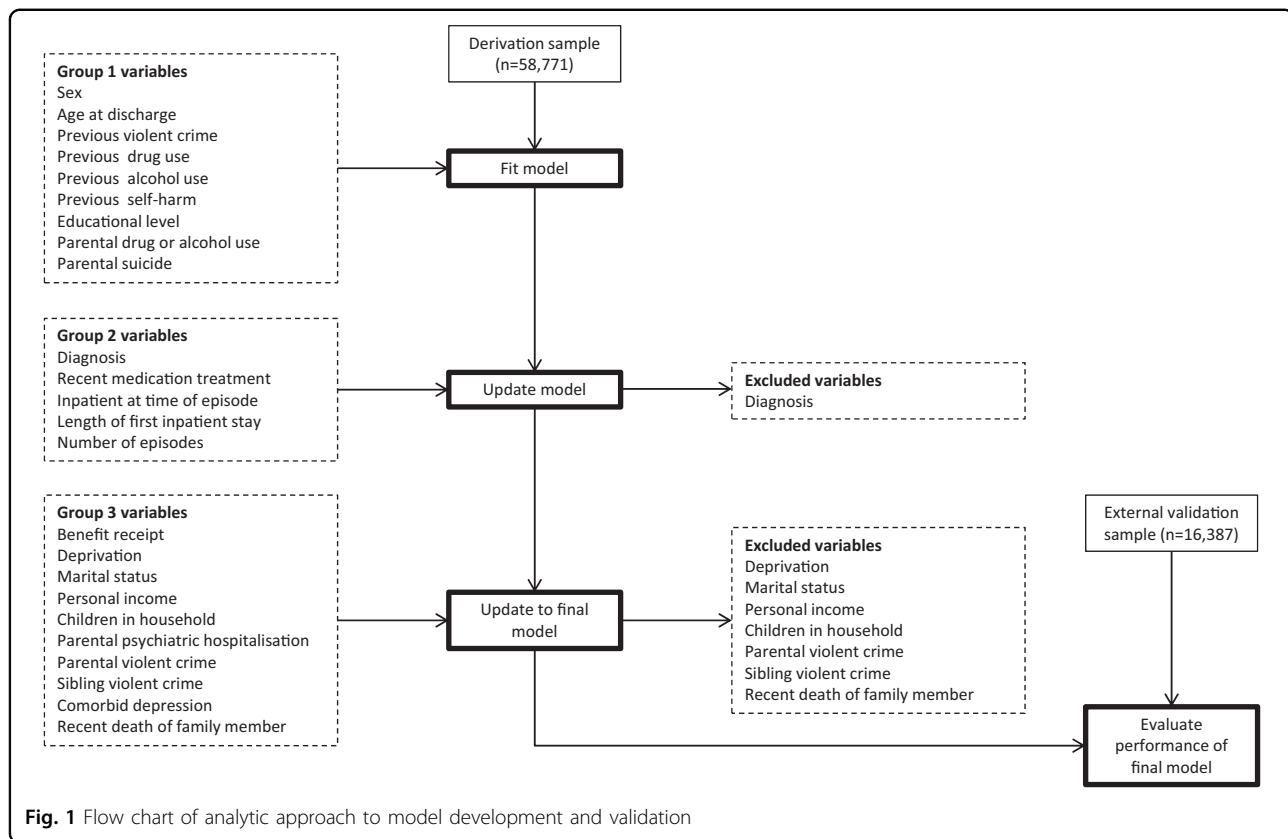 Derivation sample
(n=58,771)
Group 1 variables
Sex
Age at discharge
Previous violent crime
Previous drug use
Previous alcohol use
Previous self-harm
Educational level
Parental drug or alcohol use
Parental suicide
Fit model
Group 2 variables
Diagnosis
Recent medication treatment
Inpatient at time of episode
Length of first inpatient stay
Number of episodes
Update model
Excluded variables
Diagnosis
Group 3 variables
Benefit receipt
Deprivation
Marital status
Personal income
Children in household
Parental psychiatric hospitalisation
Parental violent crime
Sibling violent crime
Comorbid depression
Recent death of family member
Update to final
model
Excluded variables
Deprivation
Marital status
Personal income
Children in household
Parental violent crime
Sibling violent crime
Recent death of family member
External validation
sample (n=16,387)
Evaluate
performance of
final model
Fig. 1 Flow chart of analytic approach to model development and validation